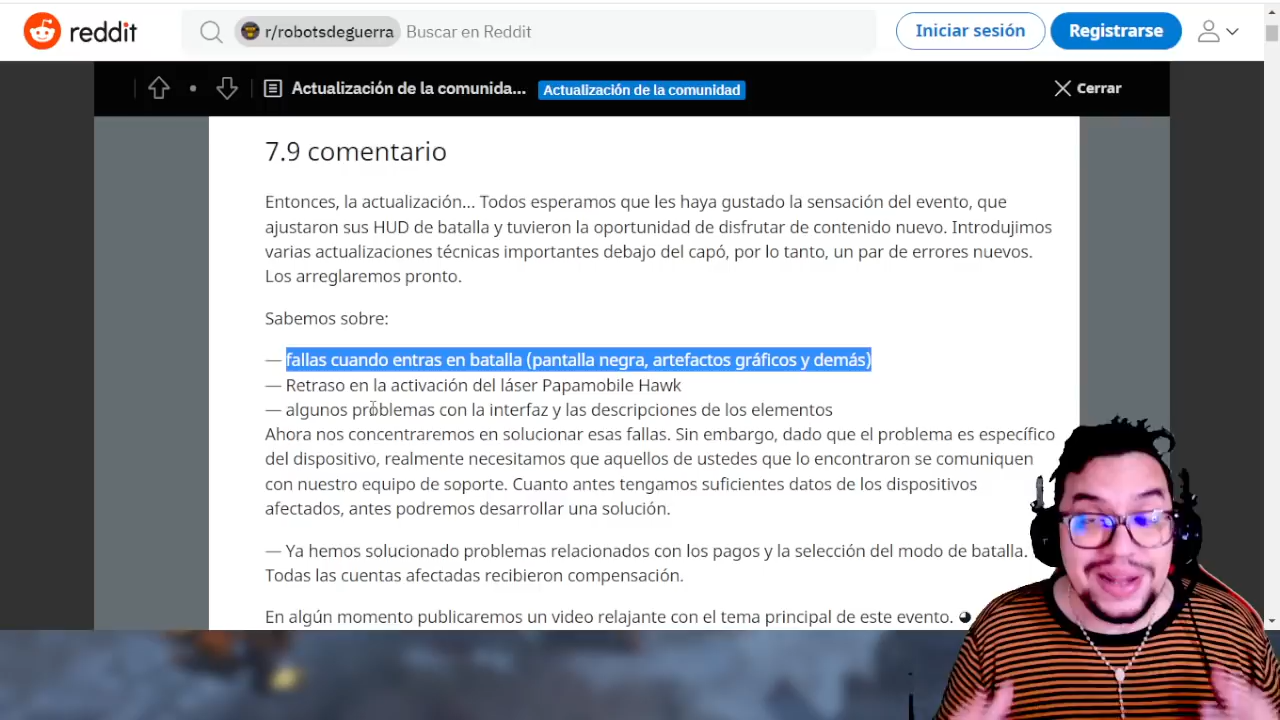 reddit
r/robotsdeguerra Buscar en Reddit
Iniciar sesión
Registrarse
Actualización de la comunida...
Actualización de la comunidad
Cerrar
7.9 comentario
Entonces, la actualización... Todos esperamos que les haya gustado la sensación del evento, que
ajustaron sus HUD de batalla y tuvieron la oportunidad de disfrutar de contenido nuevo. Introdujimos
varias actualizaciones técnicas importantes debajo del capó, por lo tanto, un par de errores nuevos.
Los arreglaremos pronto.
Sabemos sobre:
— fallas cuando entras en batalla (pantalla negra, artefactos gráficos y demás)
— Retraso en la activación del láser Papamobile Hawk
— algunos problemas con la interfaz y las descripciones de los elementos
Ahora nos concentraremos en solucionar esas fallas. Sin embargo, dado que el problema es específico
del dispositivo, realmente necesitamos que aquellos de ustedes que lo encontraron se comuniquen
con nuestro equipo de soporte. Cuanto antes tengamos suficientes datos de los dispositivos
afectados, antes podremos desarrollar una solución.
— Ya hemos solucionado problemas relacionados con los pagos y la selección del modo de batalla.
Todas las cuentas afectadas recibieron compensación.
En algún momento publicaremos un video relajante con el tema principal de este evento.